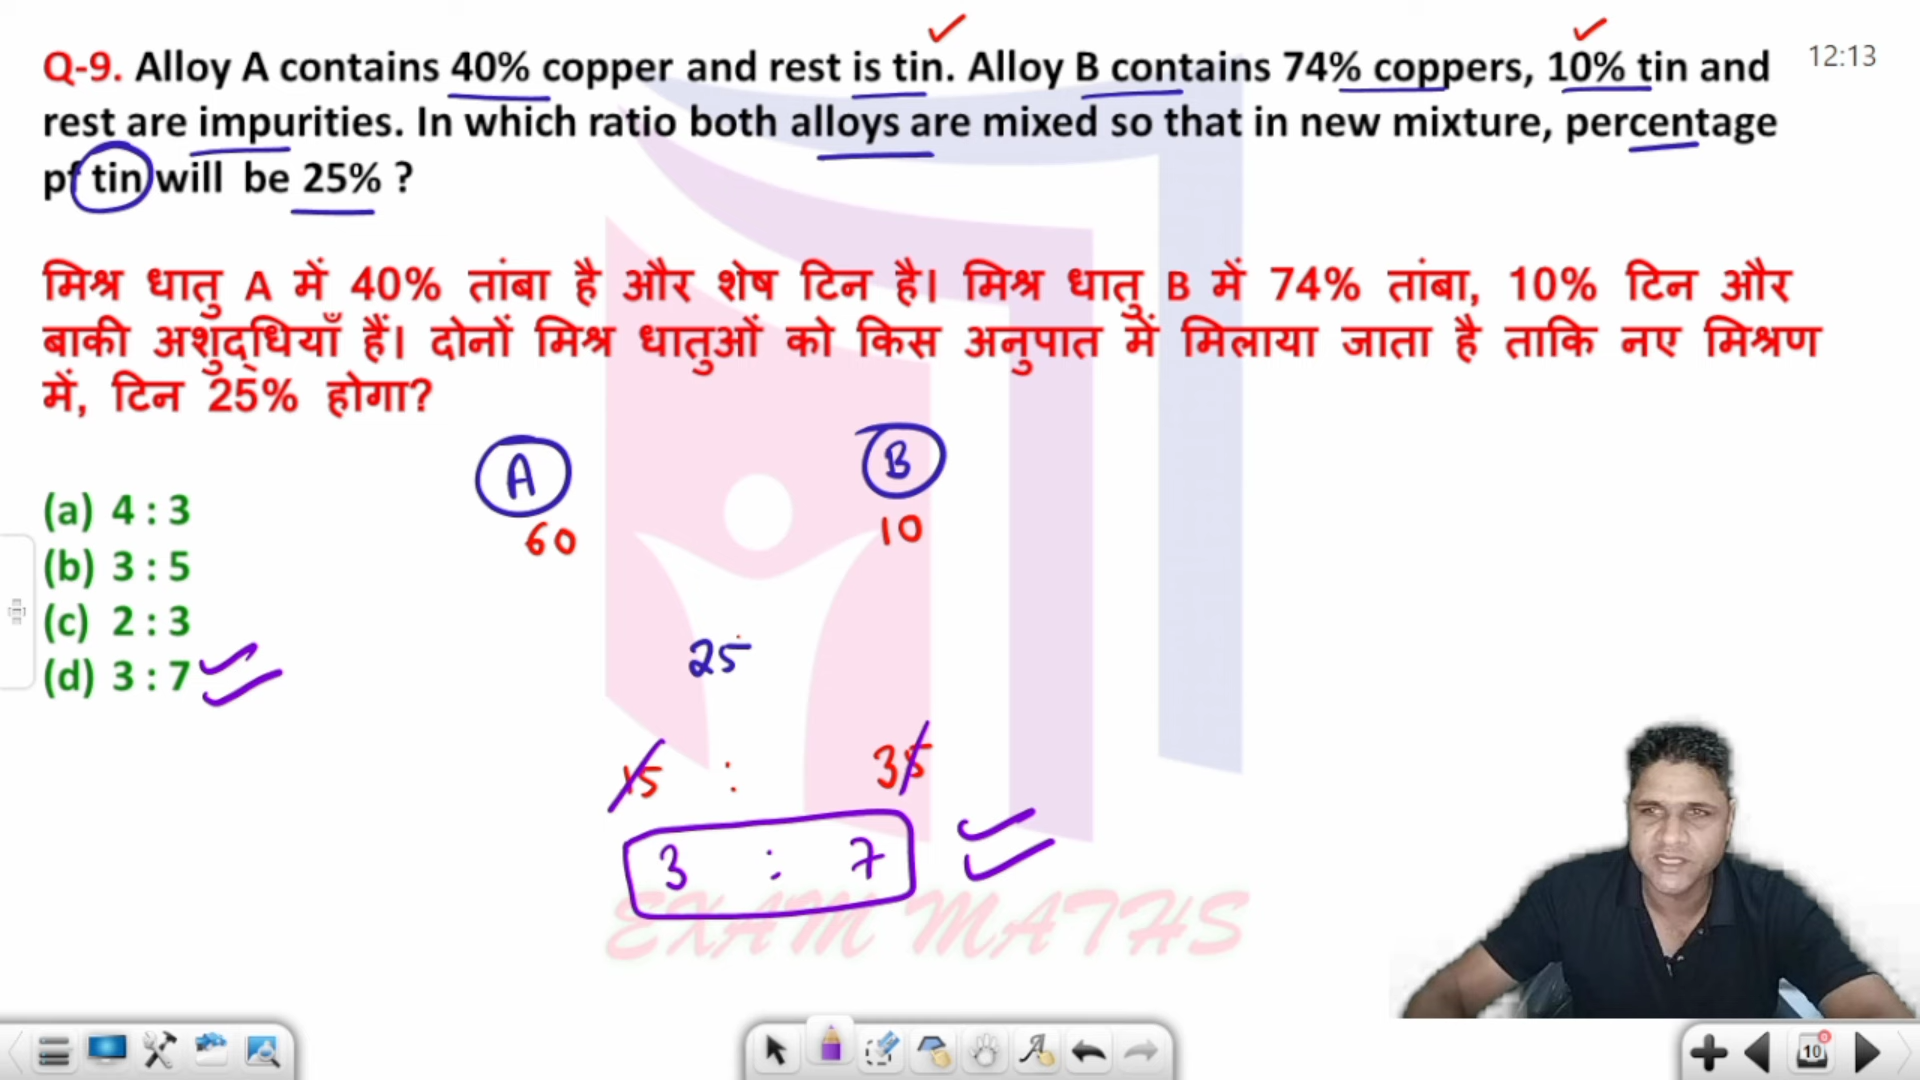 Q-9. Alloy A contains 40% copper and rest is tin. Alloy B contains 74% coppers, 10% tin and
rest are impurities. In which ratio both alloys are mixed so that in new mixture, percentage
pf tin will be 25% ?
12:13
मिश्र धातु A में 40% तांबा है और शेष टिन है। मिश्र धातु B में 74% तांबा, 10% टिन और
बाकी अशुद्धियाँ हैं। दोनों मिश्र धातुओं को किस अनुपात में मिलाया जाता है ताकि नए मिश्रण
में, टिन 25% होगा?
(a) 4 : 3
(b) 3 : 5
(c) 2 : 3
(d) 3 : 7
A B
60 10
25
15 : 35
3 : 7
EXAM MATHS
10
0